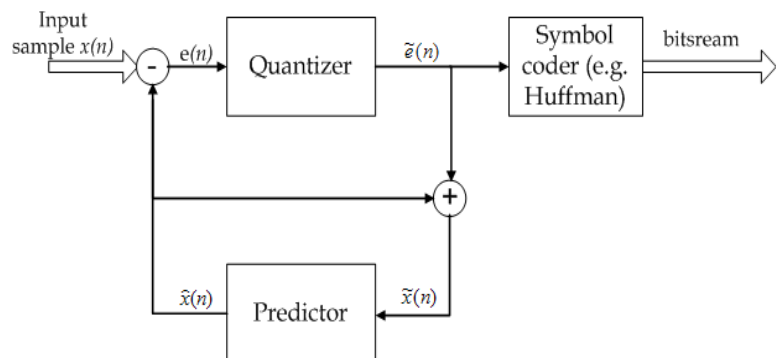 Input
sample x(n)
-
e(n)
Quantizer
ẽ(n)
Symbol
coder (e.g.
Huffman)
bitsream
+
x̂(n)
Predictor
x̃(n)